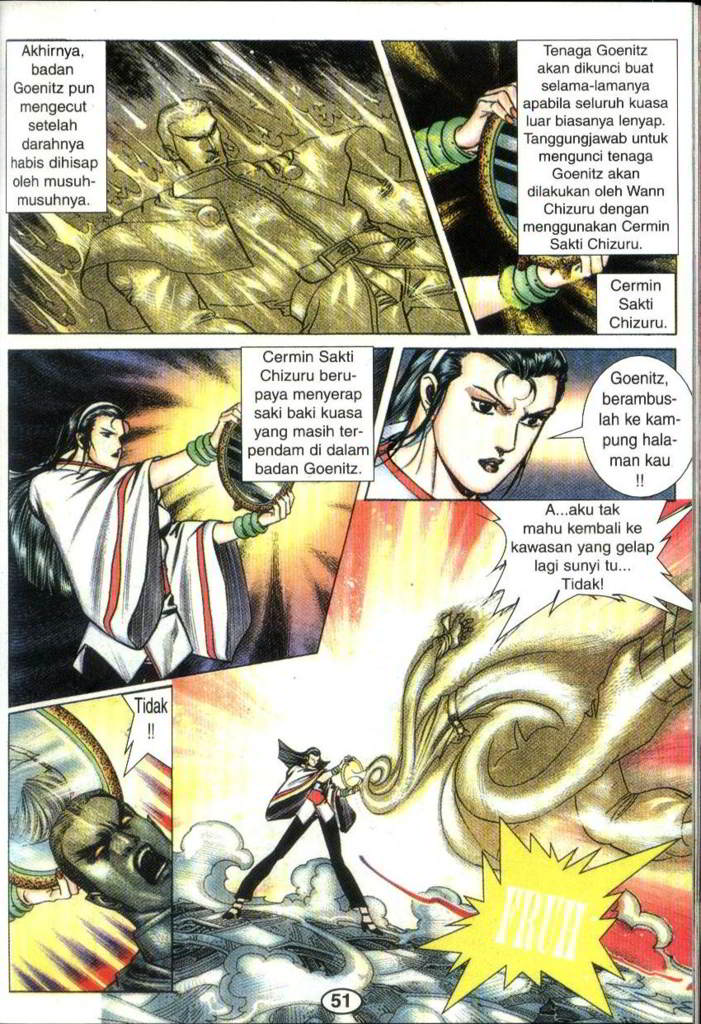 Akhirnya,
badan
Goenitz pun
mengecut
setelah
darahnya
habis dihisap
oleh musuh-
musuhnya.
Tenaga Goenitz
akan dikunci buat
selama-lamanya
apabila seluruh kuasa
luar biasanya lenyap.
Tanggungjawab untuk
mengunci tenaga
Goenitz akan
dilakukan oleh Wann
Chizuru dengan
menggunakan Cermin
Sakti Chizuru.
Cermin
Sakti
Chizuru.
Cermin Sakti
Chizuru beru-
paya menyerap
saki baki kuasa
yang masih ter-
pendam di dalam
badan Goenitz.
Goenitz,
berambus-
lah ke kam-
pung hala-
man kau
!!
A...aku tak
mahu kembali ke
kawasan yang gelap
lagi sunyi tu...
Tidak!
Tidak
!!
FRUH
51